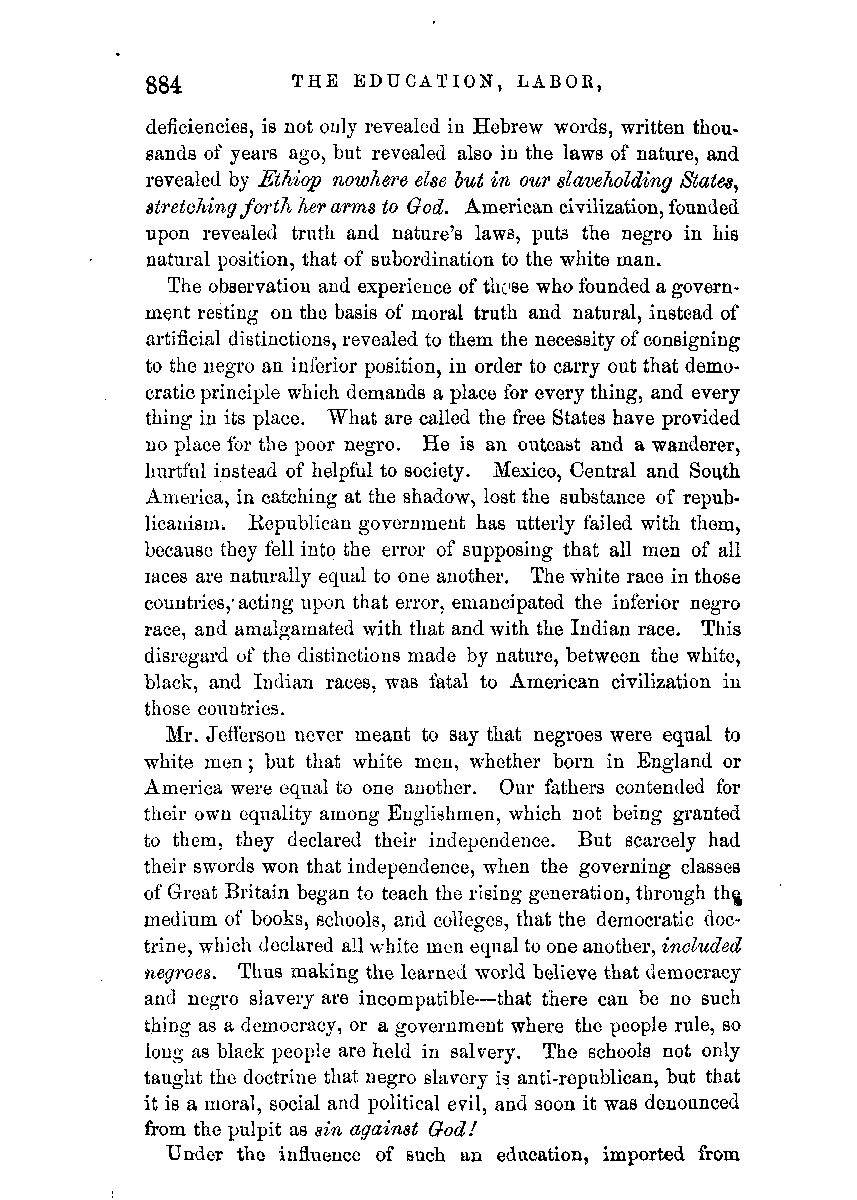 884 THE EDUCATION, LABOR,
deficiencies, is not only revealed in Hebrew words, written thou-
sands of years ago, but revealed also in the laws of nature, and
revealed by Ethiop nowhere else but in our slaveholding States,
stretching forth her arms to God. American civilization, founded
upon revealed truth and nature's laws, puts the negro in his
natural position, that of subordination to the white man.
The observation and experience of those who founded a govern-
ment resting on the basis of moral truth and natural, instead of
artificial distinctions, revealed to them the necessity of consigning
to the negro an inferior position, in order to carry out that demo-
cratic principle which demands a place for every thing, and every
thing in its place. What are called the free States have provided
no place for the poor negro. He is an outcast and a wanderer,
hurtful instead of helpful to society. Mexico, Central and South
America, in catching at the shadow, lost the substance of repub-
licanism. Republican government has utterly failed with them,
because they fell into the error of supposing that all men of all
races are naturally equal to one another. The white race in those
countries, acting upon that error, emancipated the inferior negro
race, and amalgamated with that and with the Indian race. This
disregard of the distinctions made by nature, between the white,
black, and Indian races, was fatal to American civilization in
those countries.
Mr. Jefferson never meant to say that negroes were equal to
white men; but that white men, whether born in England or
America were equal to one another. Our fathers contended for
their own equality among Englishmen, which not being granted
to them, they declared their independence. But scarcely had
their swords won that independence, when the governing classes
of Great Britain began to teach the rising generation, through the
medium of books, schools, and colleges, that the democratic doc-
trine, which declared all white men equal to one another, included
negroes. Thus making the learned world believe that democracy
and negro slavery are incompatible—that there can be no such
thing as a democracy, or a government where the people rule, so
long as black people are held in salvery. The schools not only
taught the doctrine that negro slavery is anti-republican, but that
it is a moral, social and political evil, and soon it was denounced
from the pulpit as sin against God!
Under the influence of such an education, imported from